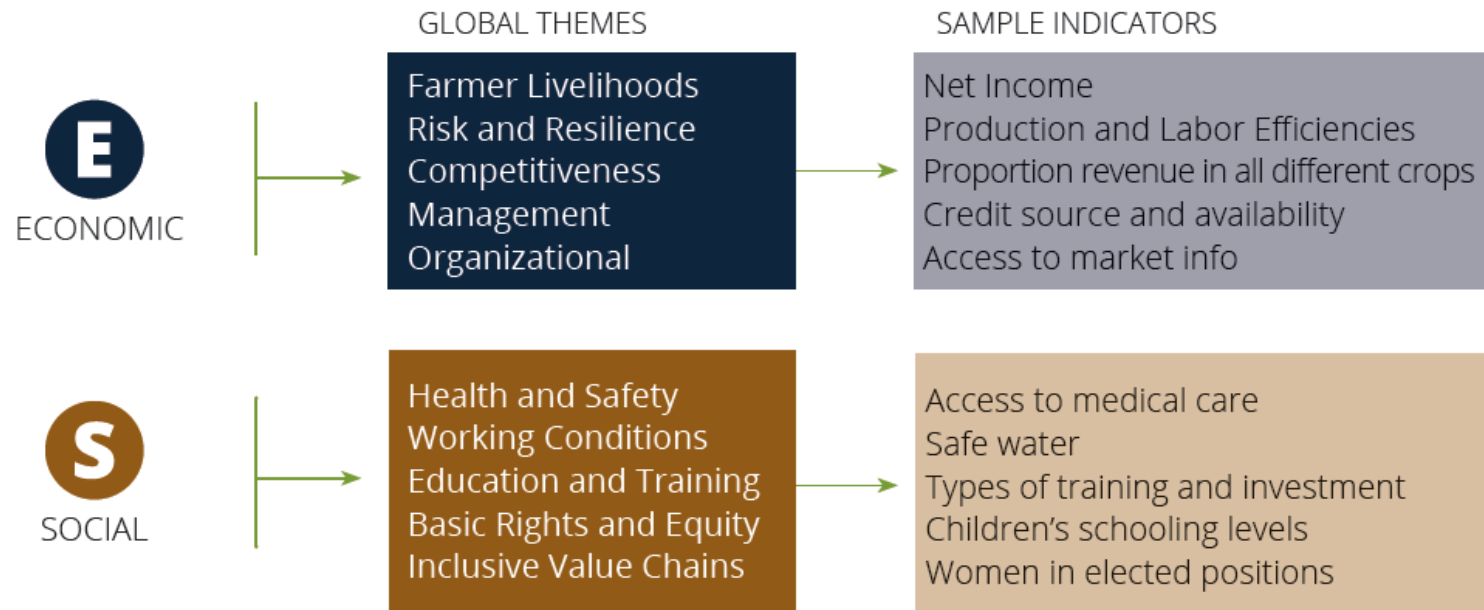 GLOBAL THEMES
SAMPLE INDICATORS
E
ECONOMIC
Farmer Livelihoods
Risk and Resilience
Competitiveness
Management
Organizational
Net Income
Production and Labor Efficiencies
Proportion revenue in all different crops
Credit source and availability
Access to market info
S
SOCIAL
Health and Safety
Working Conditions
Education and Training
Basic Rights and Equity
Inclusive Value Chains
Access to medical care
Safe water
Types of training and investment
Children’s schooling levels
Women in elected positions